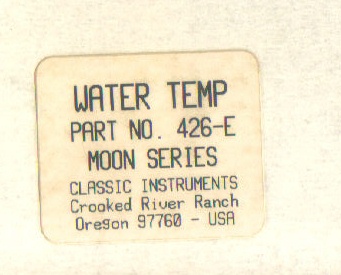 WATER TEMP
PART NO. 426-E
MOON SERIES
CLASSIC INSTRUMENTS
Crooked River Ranch
Oregon 97760 - USA